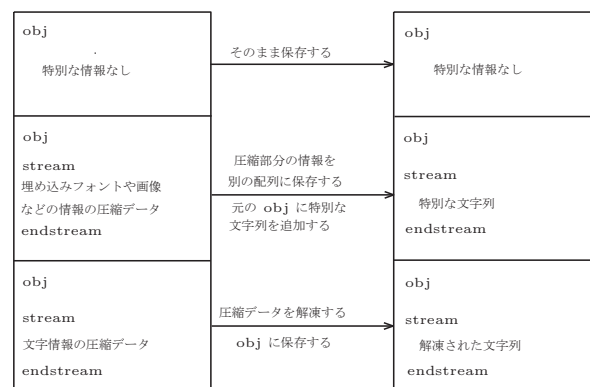 obj
特別な情報なし
そのまま保存する
obj
特別な情報なし
obj
stream
埋め込みフォントや画像
などの情報の圧縮データ
endstream
圧縮部分の情報を
別の配列に保存する
元の obj に特別な
文字列を追加する
obj
stream
特別な文字列
endstream
obj
stream
文字情報の圧縮データ
endstream
圧縮データを解凍する
obj に保存する
obj
stream
解凍された文字列
endstream